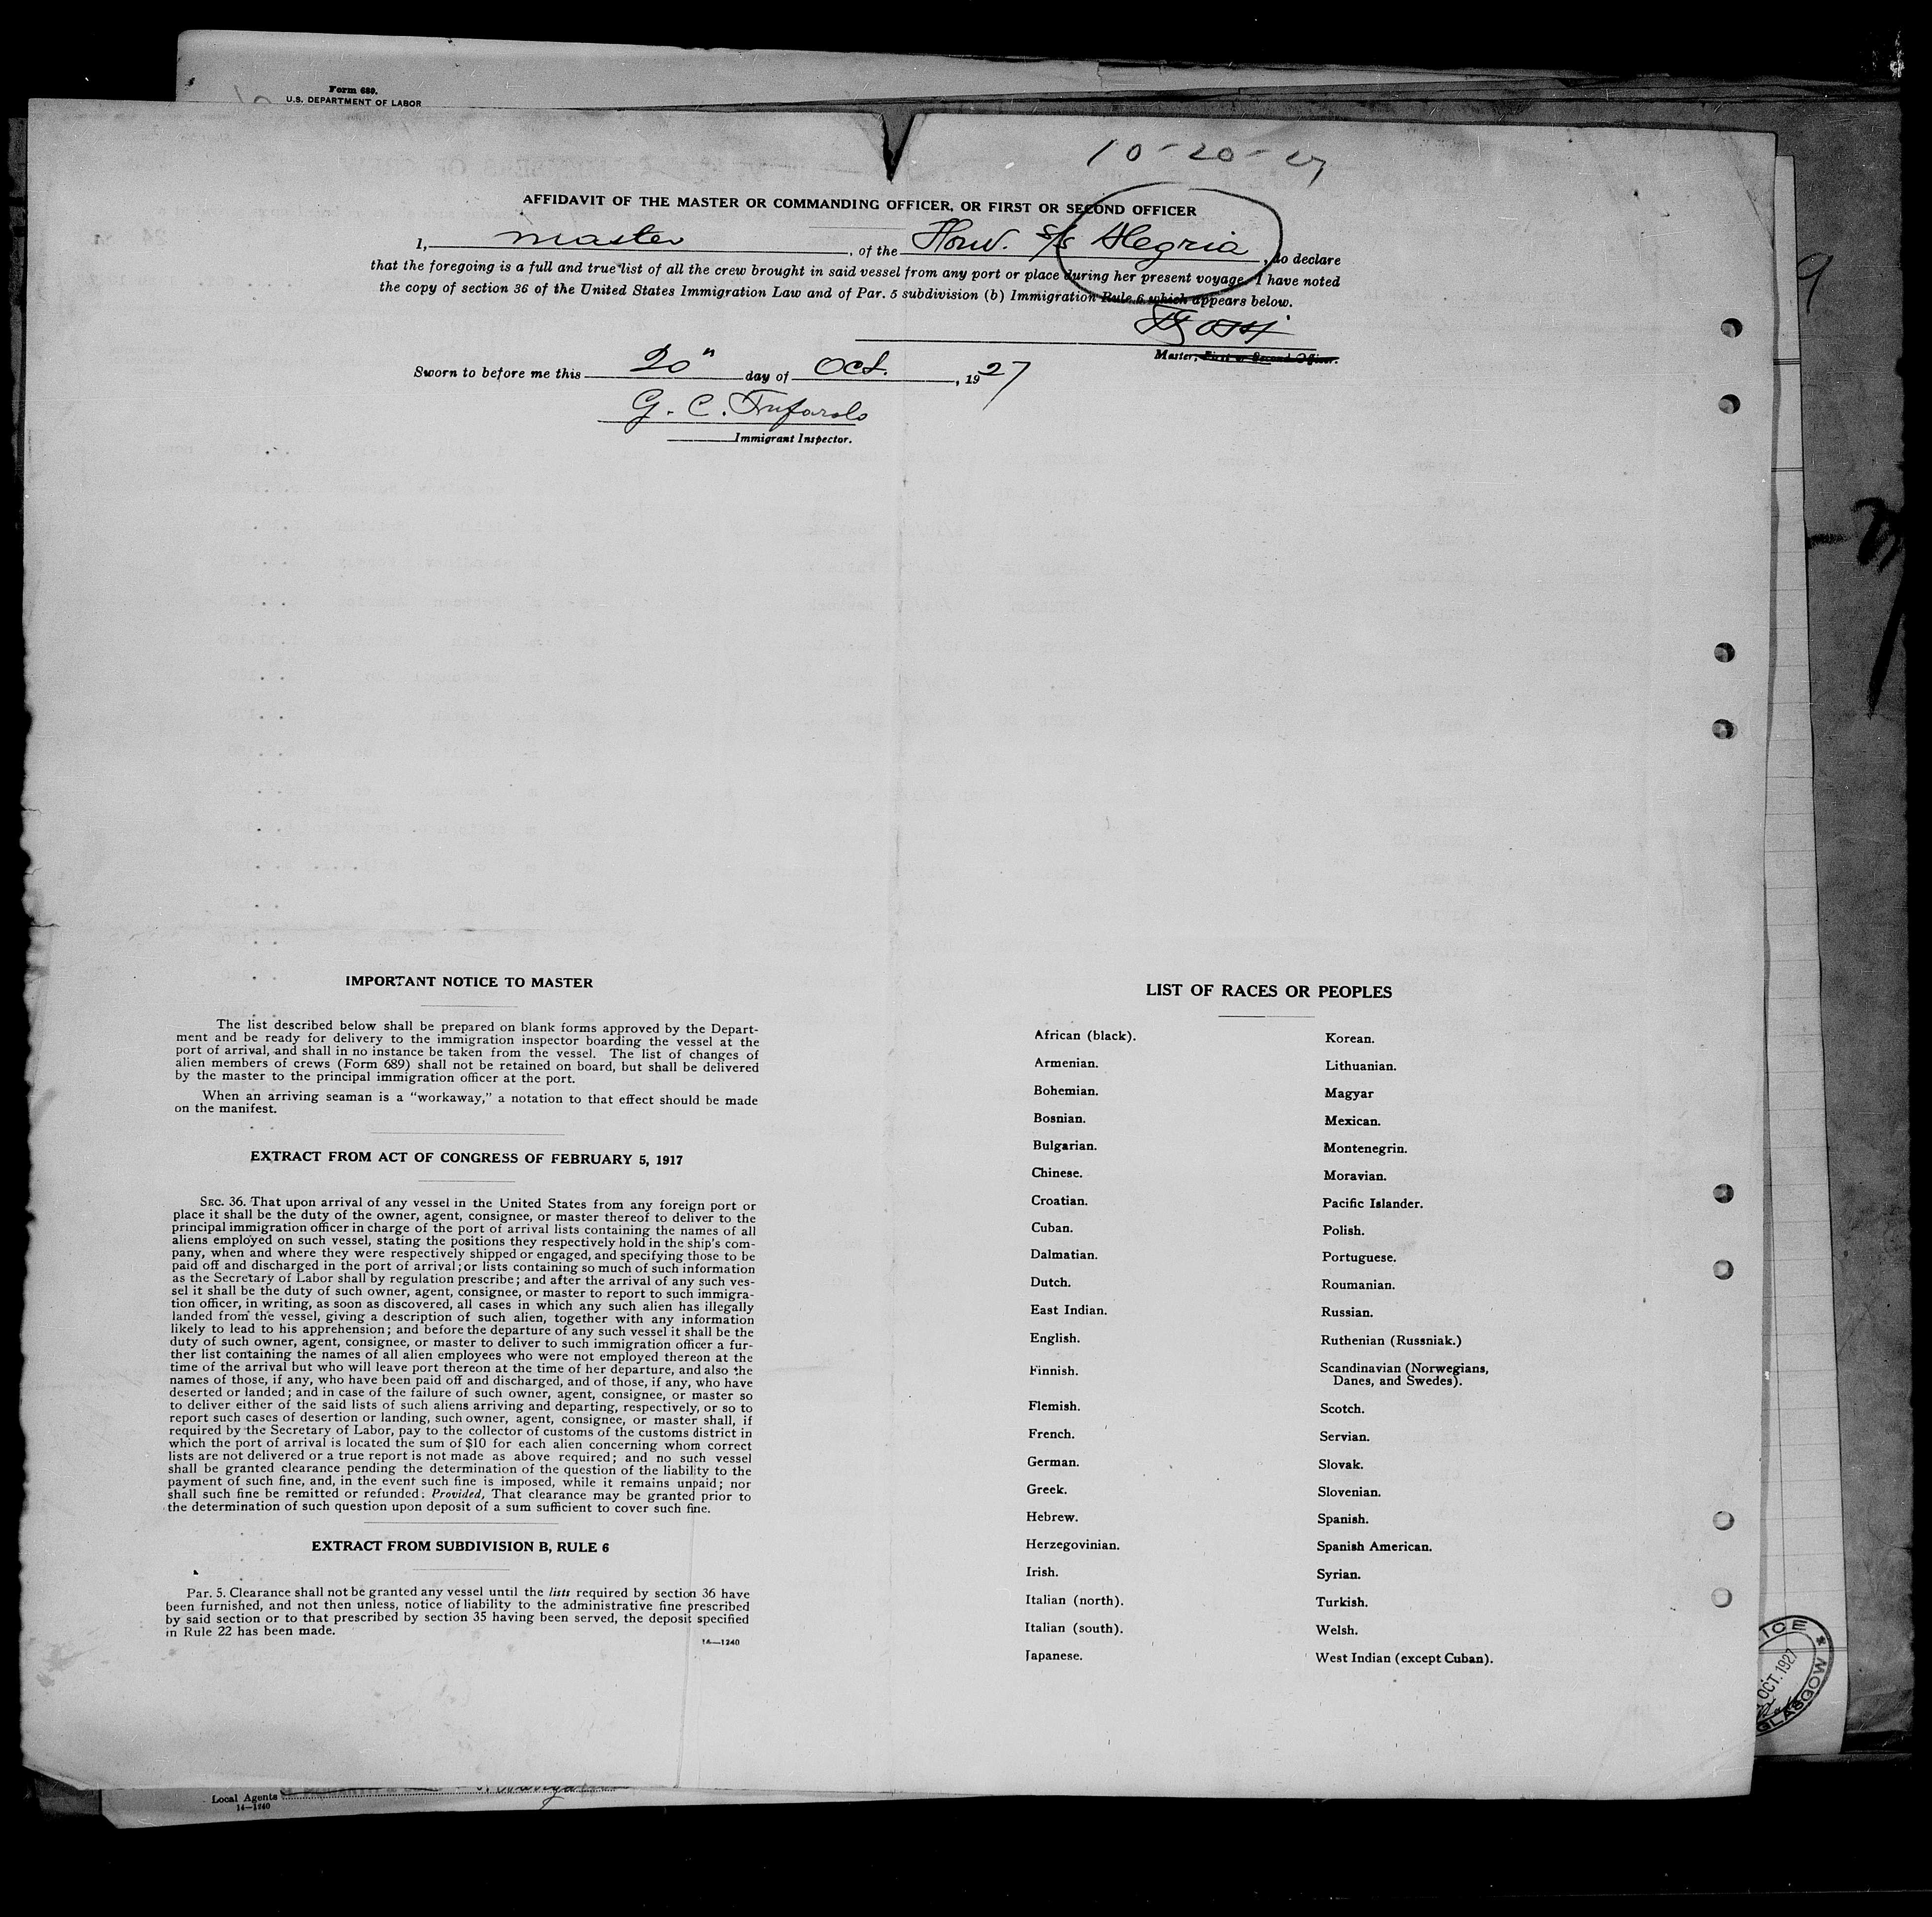 Form 689.
U.S. DEPARTMENT OF LABOR
10-20-27
AFFIDAVIT OF THE MASTER OR COMMANDING OFFICER, OR FIRST OR SECOND OFFICER
I, master, of the S/S Alegria, do declare
that the foregoing is a full and true list of all the crew brought in said vessel from any port or place during her present voyage. I have noted
the copy of section 36 of the United States Immigration Law and of Par. 5 subdivision (b) Immigration Rule 6 which appears below.
Master, First or Second Officer.
Sworn to before me this 20" day of Oct., 1927
G. C.
Immigrant Inspector.
IMPORTANT NOTICE TO MASTER
The list described below shall be prepared on blank forms approved by the Depart-
ment and be ready for delivery to the immigration inspector boarding the vessel at the
port of arrival, and shall in no instance be taken from the vessel. The list of changes of
alien members of crews (Form 689) shall not be retained on board, but shall be delivered
by the master to the principal immigration officer at the port.
When an arriving seaman is a "workaway," a notation to that effect should be made
on the manifest.
EXTRACT FROM ACT OF CONGRESS OF FEBRUARY 5, 1917
SEC. 36. That upon arrival of any vessel in the United States from any foreign port or
place it shall be the duty of the owner, agent, consignee, or master thereof to deliver to the
principal immigration officer in charge of the port of arrival lists containing the names of all
aliens employed on such vessel, stating the positions they respectively hold in the ship's com-
pany, when and where they were respectively shipped or engaged, and specifying those to be
paid off and discharged in the port of arrival; or lists containing so much of such information
as the Secretary of Labor shall by regulation prescribe; and after the arrival of any such ves-
sel it shall be the duty of such owner, agent, consignee, or master to report to such immigra-
tion officer, in writing, as soon as discovered, all cases in which any such alien has illegally
landed from the vessel, giving a description of such alien, together with any information
likely to lead to his apprehension; and before the departure of any such vessel it shall be the
duty of such owner, agent, consignee, or master to deliver to such immigration officer a fur-
ther list containing the names of all alien employees who were not employed thereon at the
time of the arrival but who will leave port thereon at the time of her departure, and also the
names of those, if any, who have been paid off and discharged, and of those, if any, who have
deserted or landed; and in case of the failure of such owner, agent, consignee, or master so
to deliver either of the said lists of such aliens arriving and departing, respectively, or so to
report such cases of desertion or landing, such owner, agent, consignee, or master shall, if
required by the Secretary of Labor, pay to the collector of customs of the customs district in
which the port of arrival is located the sum of $10 for each alien concerning whom correct
lists are not delivered or a true report is not made as above required; and no such vessel
shall be granted clearance pending the determination of the question of the liability to the
payment of such fine, and, in the event such fine is imposed, while it remains unpaid; nor
shall such fine be remitted or refunded: Provided, That clearance may be granted prior to
the determination of such question upon deposit of a sum sufficient to cover such fine.
EXTRACT FROM SUBDIVISION B, RULE 6
Par. 5. Clearance shall not be granted any vessel until the lists required by section 36 have
been furnished, and not then unless, notice of liability to the administrative fine prescribed
by said section or to that prescribed by section 35 having been served, the deposit specified
in Rule 22 has been made.
14-1240
LIST OF RACES OR PEOPLES
African (black).
Armenian.
Bohemian.
Bosnian.
Bulgarian.
Chinese.
Croatian.
Cuban.
Dalmatian.
Dutch.
East Indian.
English.
Finnish.
Flemish.
French.
German.
Greek.
Hebrew.
Herzegovinian.
Irish.
Italian (north).
Italian (south).
Japanese.
Korean.
Lithuanian.
Magyar
Mexican.
Montenegrin.
Moravian.
Pacific Islander.
Polish.
Portuguese.
Roumanian.
Russian.
Ruthenian (Russniak.)
Scandinavian (Norwegians,
Danes, and Swedes).
Scotch.
Servian.
Slovak.
Slovenian.
Spanish.
Spanish American.
Syrian.
Turkish.
Welsh.
West Indian (except Cuban).
OCT. 1927
GLASGOW
Local Agents
14-1240
9